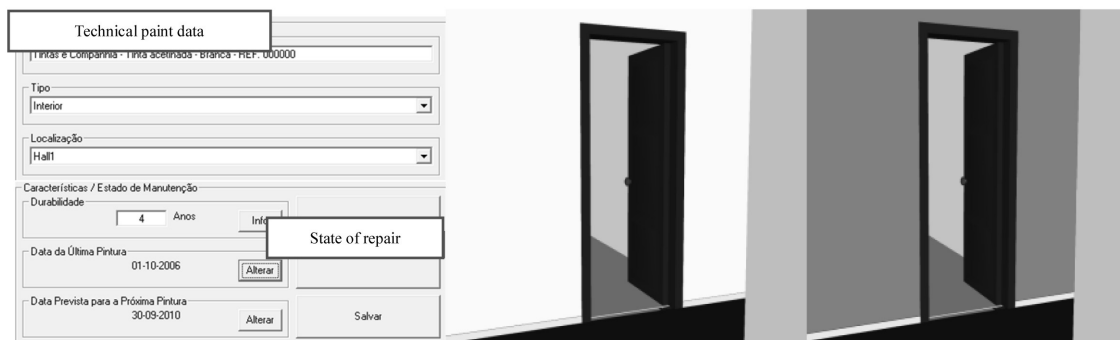 Technical paint data
Tintas e Companhia - Tinta acetinada - Branca - REF. 000000
Tipo
Interior
Localização
Hall1
Características / Estado de Manutenção
Durabilidade
4 Anos
Info
State of repair
Data da Última Pintura
01-10-2006
Alterar
Data Prevista para a Próxima Pintura
30-09-2010
Alterar
Salvar